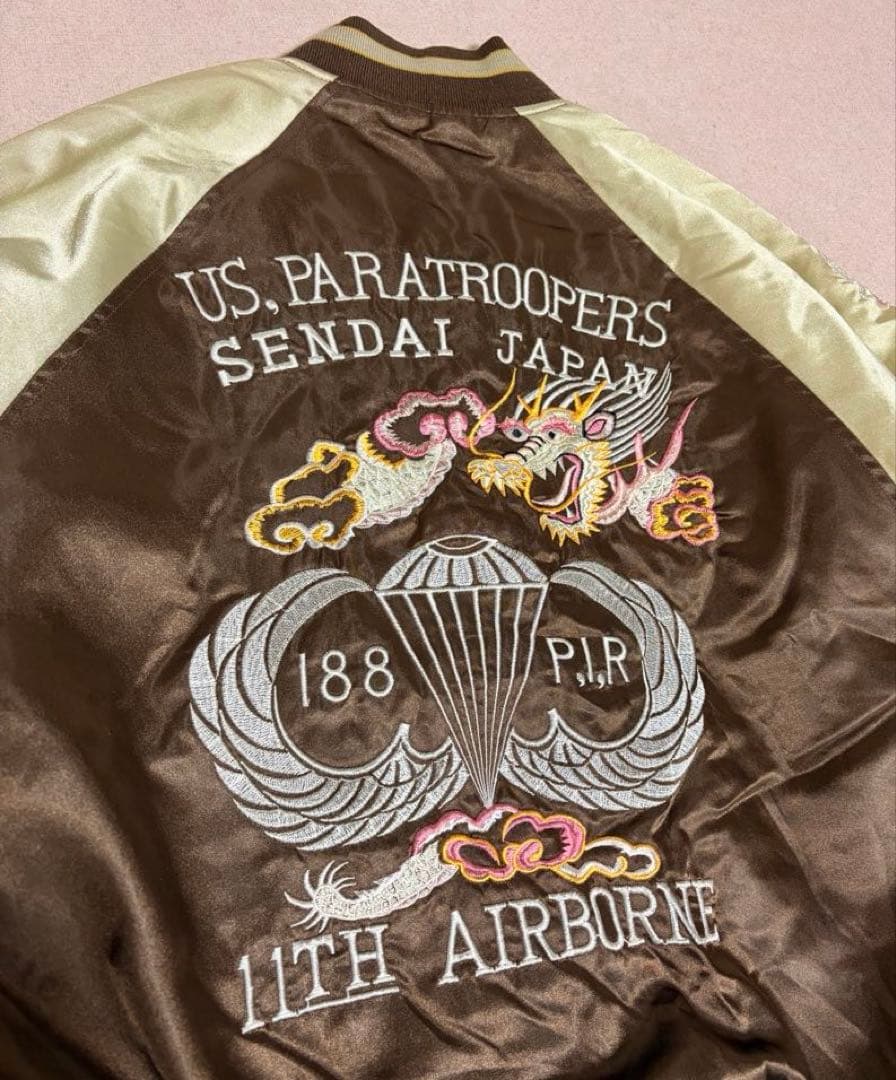 US,PARATROOPERS
SENDAI JAPAN
188 P,I,R
11TH AIRBORNE